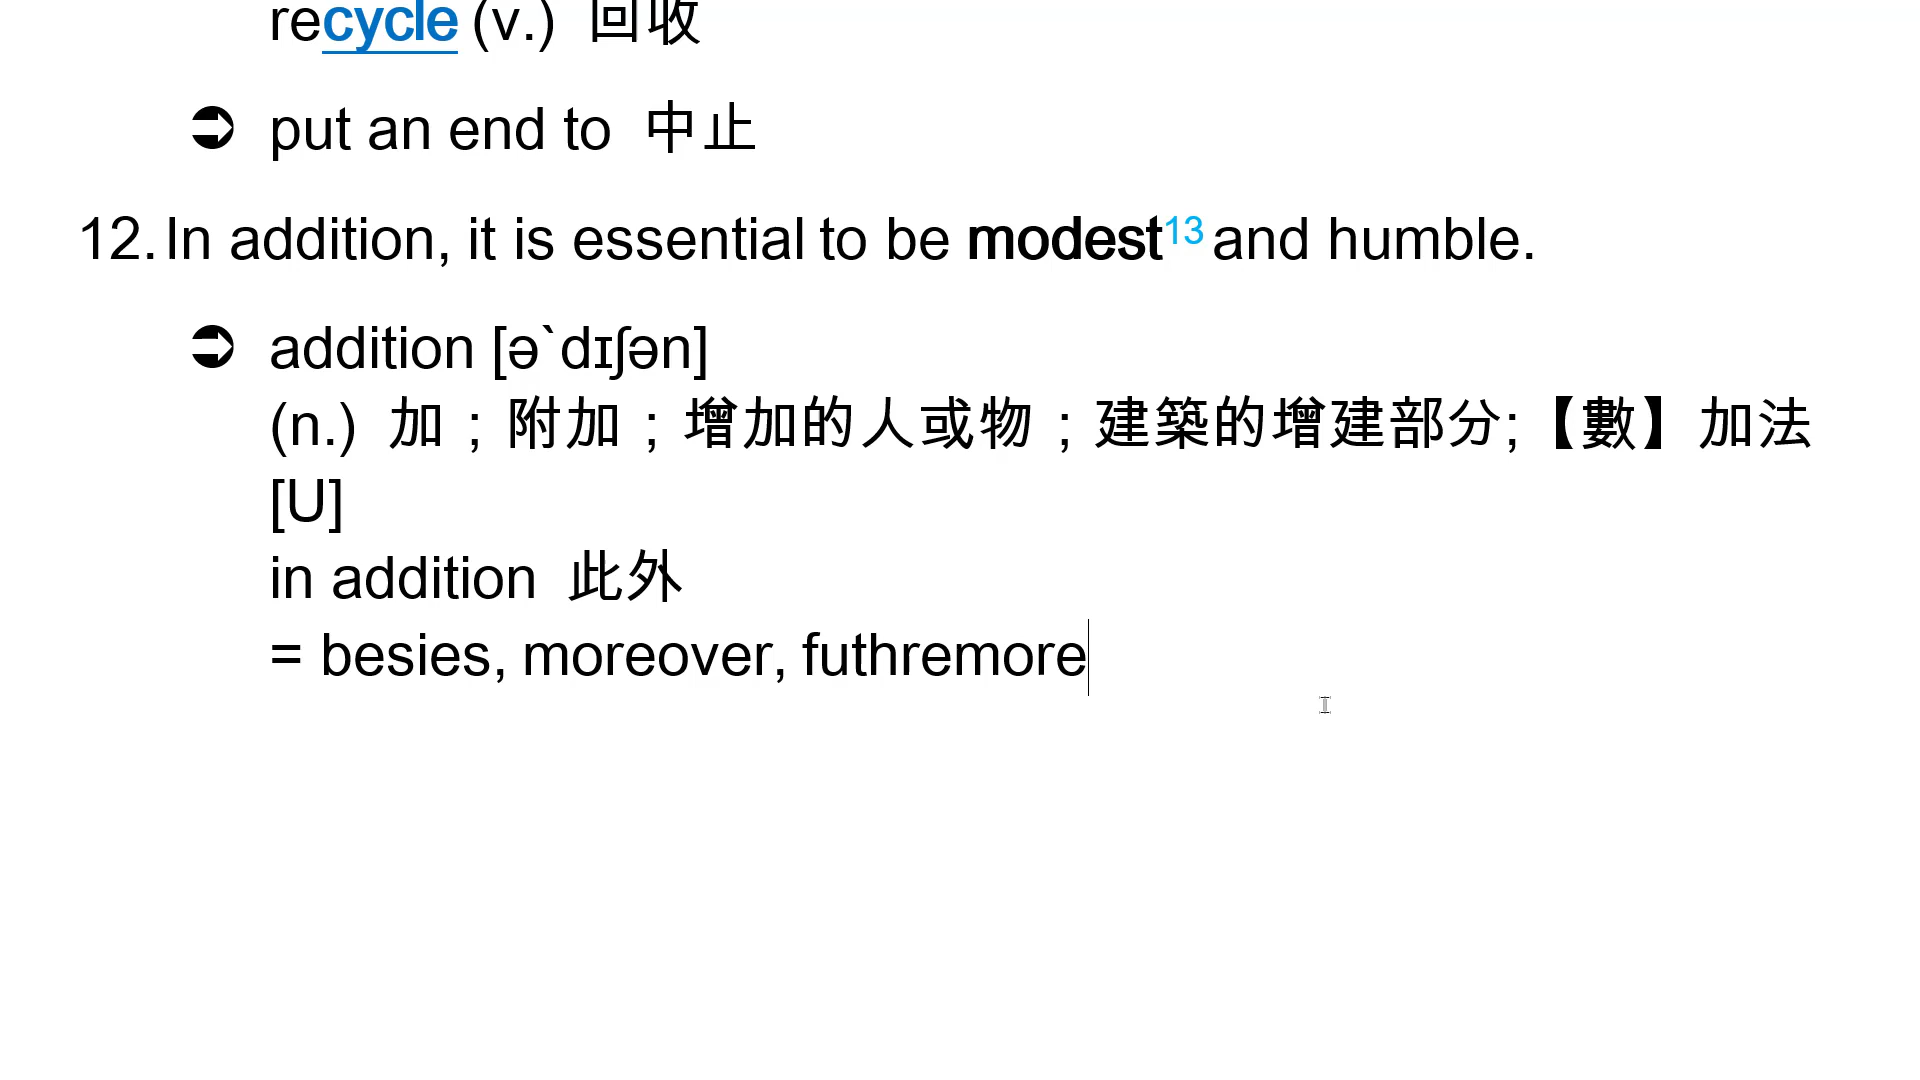 recycle (v.) 回收
➲ put an end to 中止
12. In addition, it is essential to be modest13 and humble.
➲ addition [ə`dɪʃən]
(n.) 加；附加；增加的人或物；建築的增建部分;【數】加法
[U]
in addition 此外
= besies, moreover, futhremore